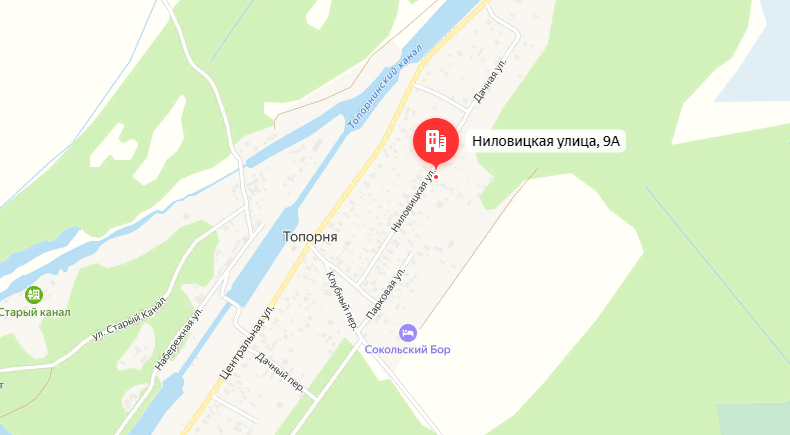 Топорнинский канал
Дачная ул.
Ниловицкая улица, 9А
Ниловицкая ул.
Топорня
Клубный пер.
Парковая ул.
Старый канал
ул. Старый Канал
Набережная ул.
Центральная ул.
Дачный пер.
Сокольский Бор
т